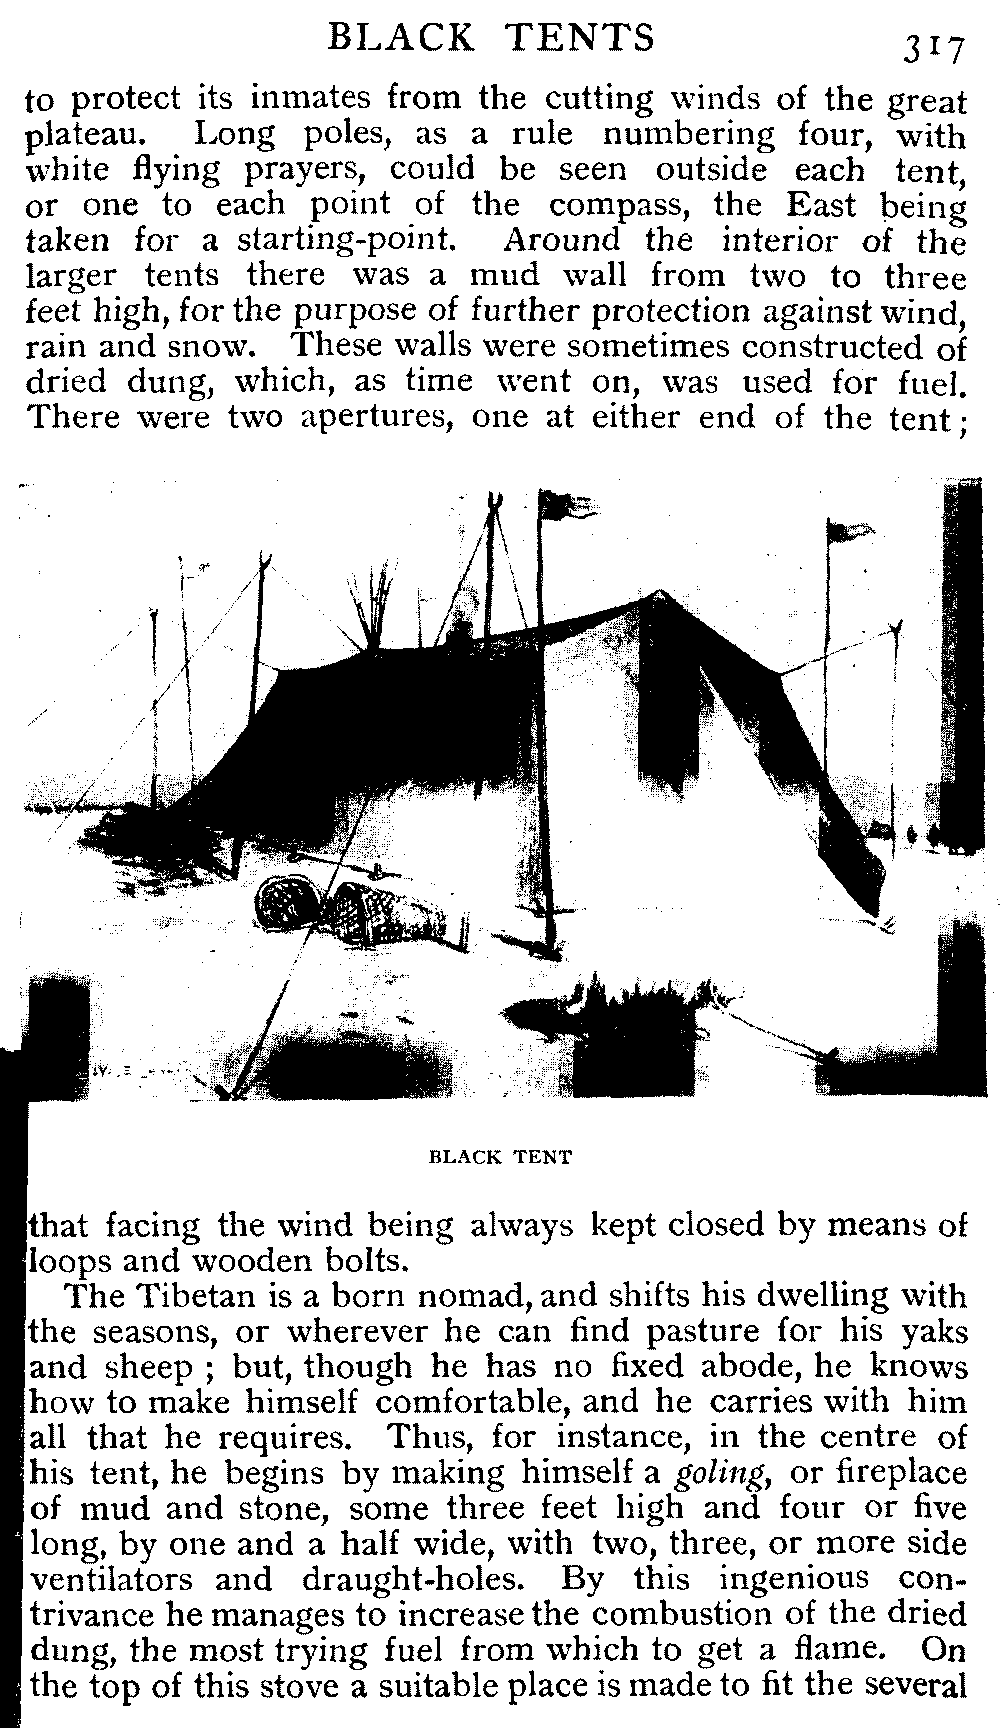 BLACK TENTS 317
to protect its inmates from the cutting winds of the great
plateau. Long poles, as a rule numbering four, with
white flying prayers, could be seen outside each tent,
or one to each point of the compass, the East being
taken for a starting-point. Around the interior of the
larger tents there was a mud wall from two to three
feet high, for the purpose of further protection against wind,
rain and snow. These walls were sometimes constructed of
dried dung, which, as time went on, was used for fuel.
There were two apertures, one at either end of the tent;
BLACK TENT
that facing the wind being always kept closed by means of
loops and wooden bolts.
The Tibetan is a born nomad, and shifts his dwelling with
the seasons, or wherever he can find pasture for his yaks
and sheep ; but, though he has no fixed abode, he knows
how to make himself comfortable, and he carries with him
all that he requires. Thus, for instance, in the centre of
his tent, he begins by making himself a goling, or fireplace
of mud and stone, some three feet high and four or five
long, by one and a half wide, with two, three, or more side
ventilators and draught-holes. By this ingenious con-
trivance he manages to increase the combustion of the dried
dung, the most trying fuel from which to get a flame. On
the top of this stove a suitable place is made to fit the several